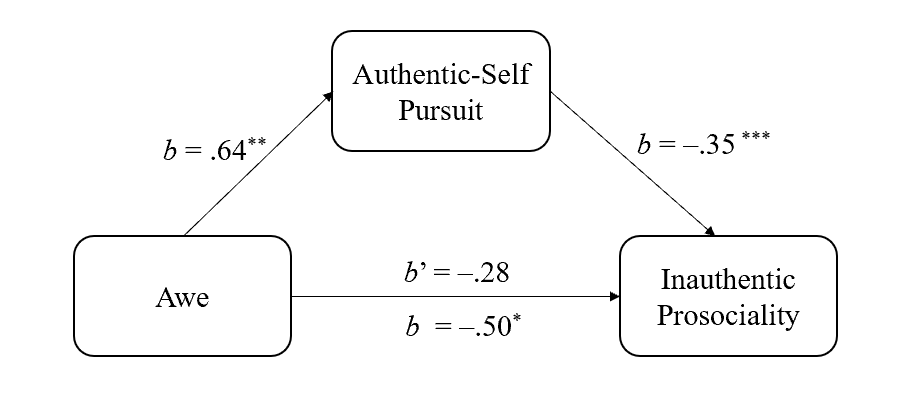 Authentic-Self
Pursuit
b = .64**
b = –.35 ***
Awe
b’ = –.28
b = –.50*
Inauthentic
Prosociality